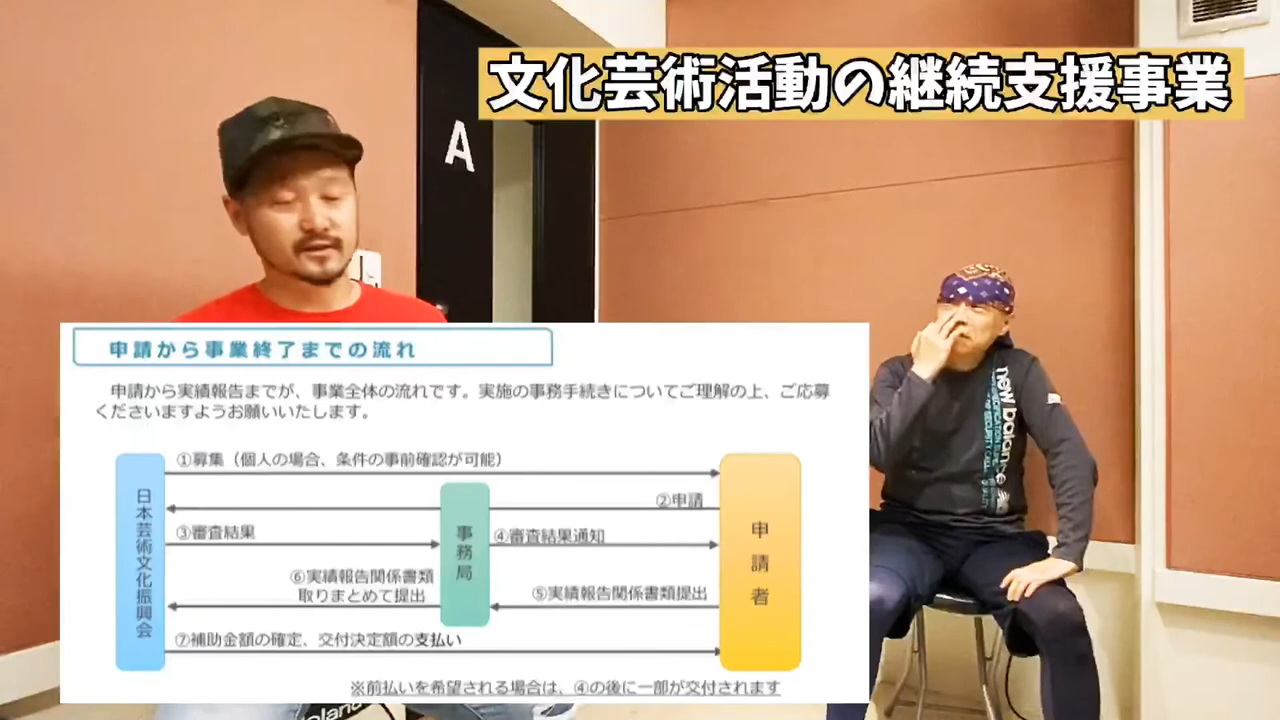 文化芸術活動の継続支援事業
A
申請から事業終了までの流れ
申請から実績報告までが、事業全体の流れです。実施の事務手続きについてご理解の上、ご応募
くださいますようお願いいたします。
①募集（個人の場合、条件の事前確認が可能）
②申請
③審査結果
④審査結果通知
⑤実績報告関係書類提出
⑥実績報告関係書類
取りまとめて提出
⑦補助金額の確定、交付決定額の支払い
日本芸術文化振興会
事務局
申請者
※前払いを希望される場合は、④の後に一部が交付されます
new balance